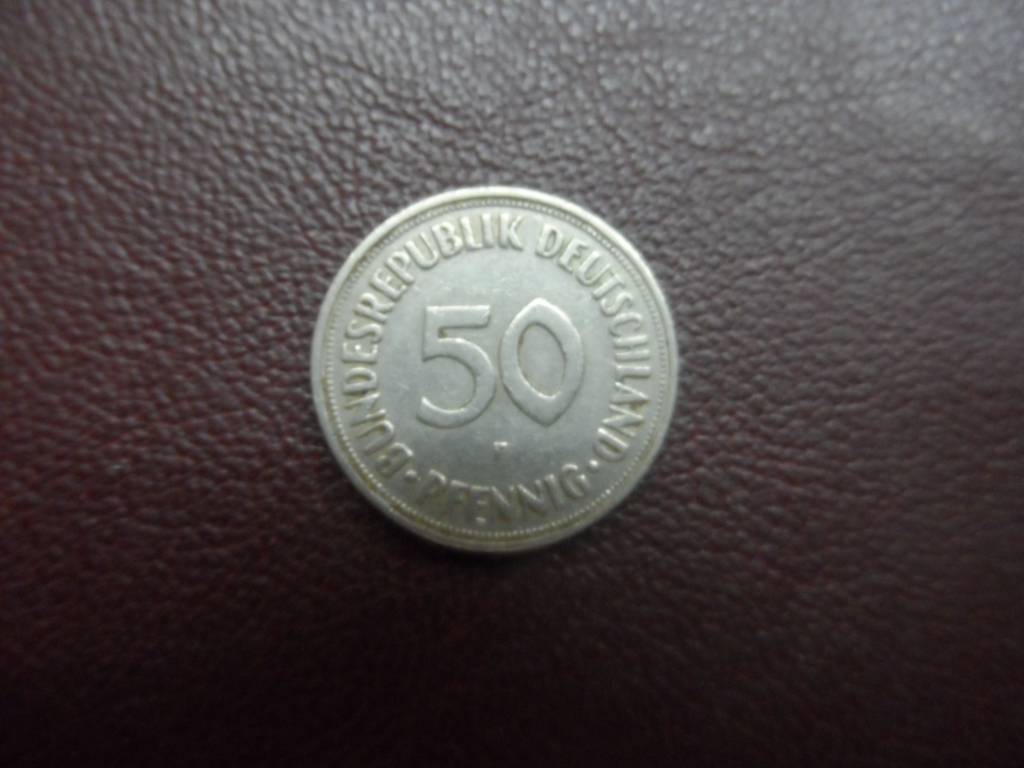 BUNDESREPUBLIK DEUTSCHLAND
50
· PFENNIG ·